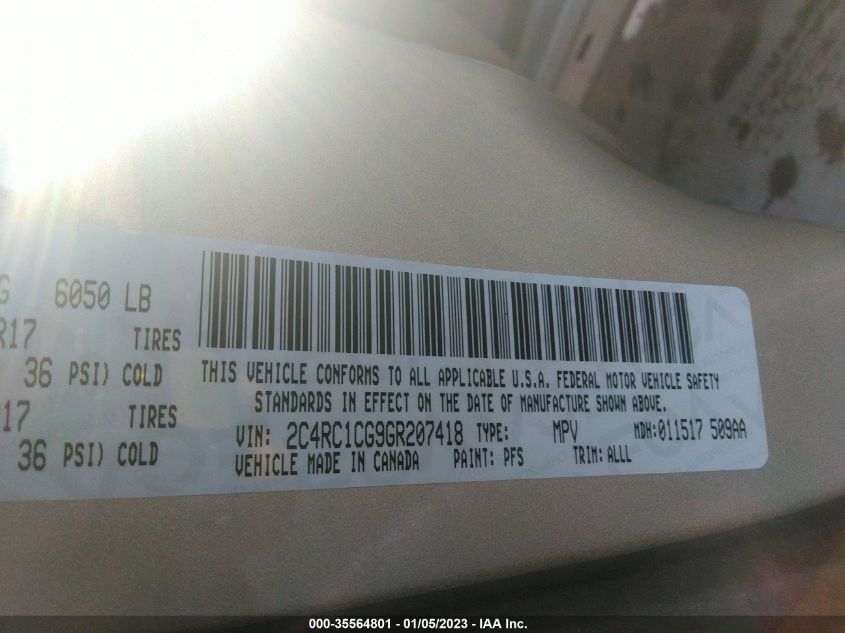 G 6050 LB
R17 TIRES
36 PSI) COLD
17 TIRES
36 PSI) COLD
THIS VEHICLE CONFORMS TO ALL APPLICABLE U.S.A. FEDERAL MOTOR VEHICLE SAFETY
STANDARDS IN EFFECT ON THE DATE OF MANUFACTURE SHOWN ABOVE.
VIN: 2C4RC1CG9GR207418 TYPE: MPV MDH:011517 509AA
VEHICLE MADE IN CANADA PAINT: PFS TRIM: ALLL
000-35564801 — 01/05/2023 — IAA Inc.